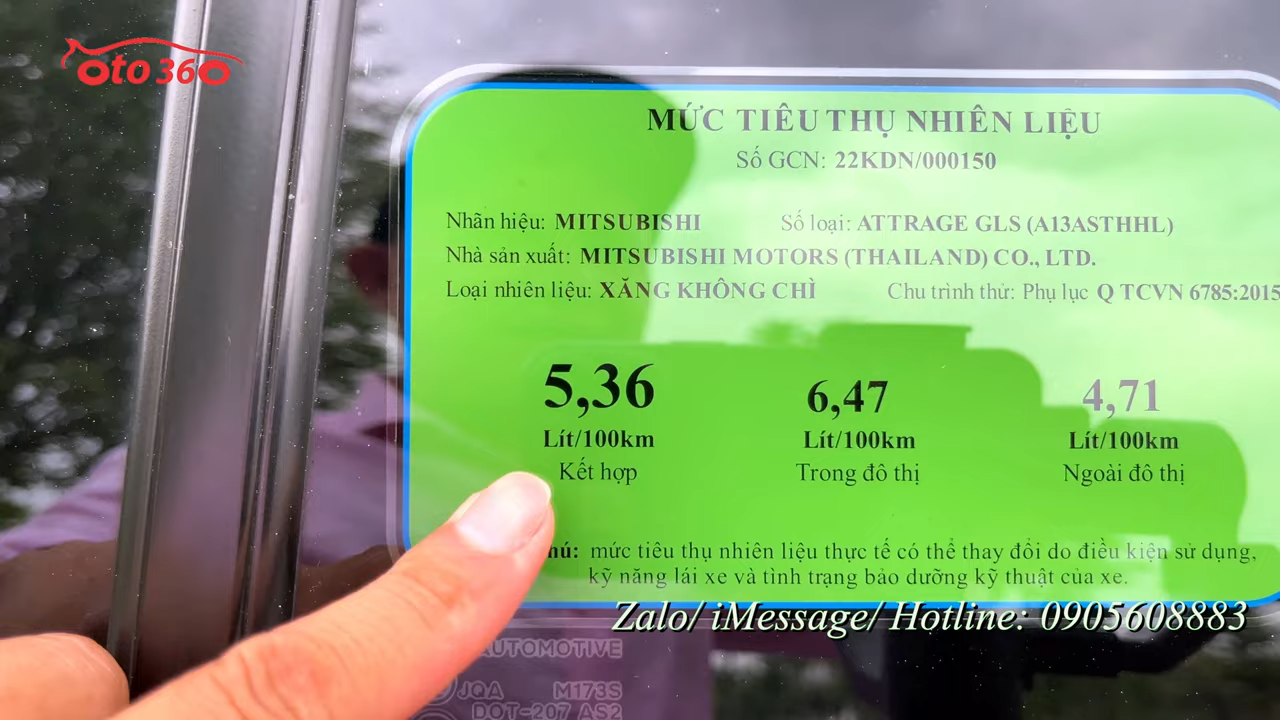 oto360
MỨC TIÊU THỤ NHIÊN LIỆU
Số GCN: 22KDN/000150
Nhãn hiệu: MITSUBISHI Số loại: ATTRAGE GLS (A13ASTHHL)
Nhà sản xuất: MITSUBISHI MOTORS (THAILAND) CO., LTD.
Loại nhiên liệu: XĂNG KHÔNG CHÌ Chu trình thử: Phụ lục Q TCVN 6785:2015
5,36 6,47 4,71
Lít/100km Lít/100km Lít/100km
Kết hợp Trong đô thị Ngoài đô thị
mức tiêu thụ nhiên liệu thực tế có thể thay đổi do điều kiện sử dụng,
kỹ năng lái xe và tình trạng bảo dưỡng kỹ thuật của xe.
Zalo/ iMessage/ Hotline: 0905608883
AUTOMOTIVE
JQA M173S
DOT-207 AS2